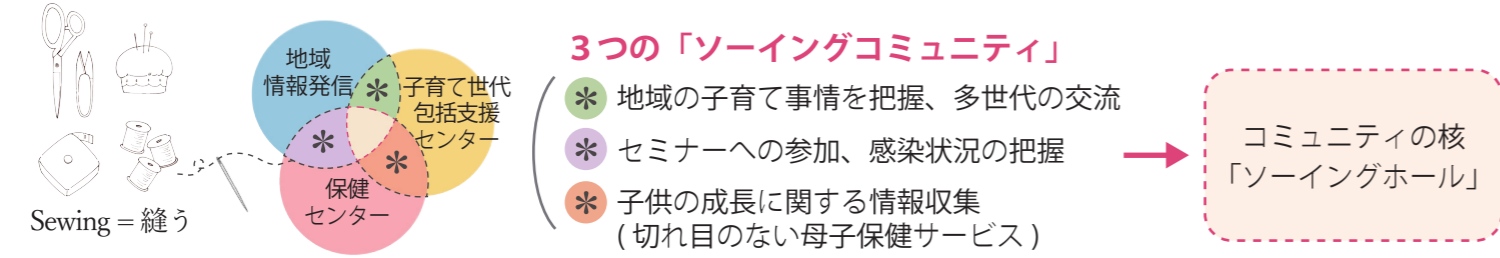 Sewing = 縫う
地域
情報発信
*
子育て世代
包括支援
センター
*
*
保健
センター
3つの「ソーイングコミュニティ」
* 地域の子育て事情を把握、多世代の交流
* セミナーへの参加、感染状況の把握
* 子供の成長に関する情報収集
( 切れ目のない母子保健サービス )
コミュニティの核
「ソーイングホール」